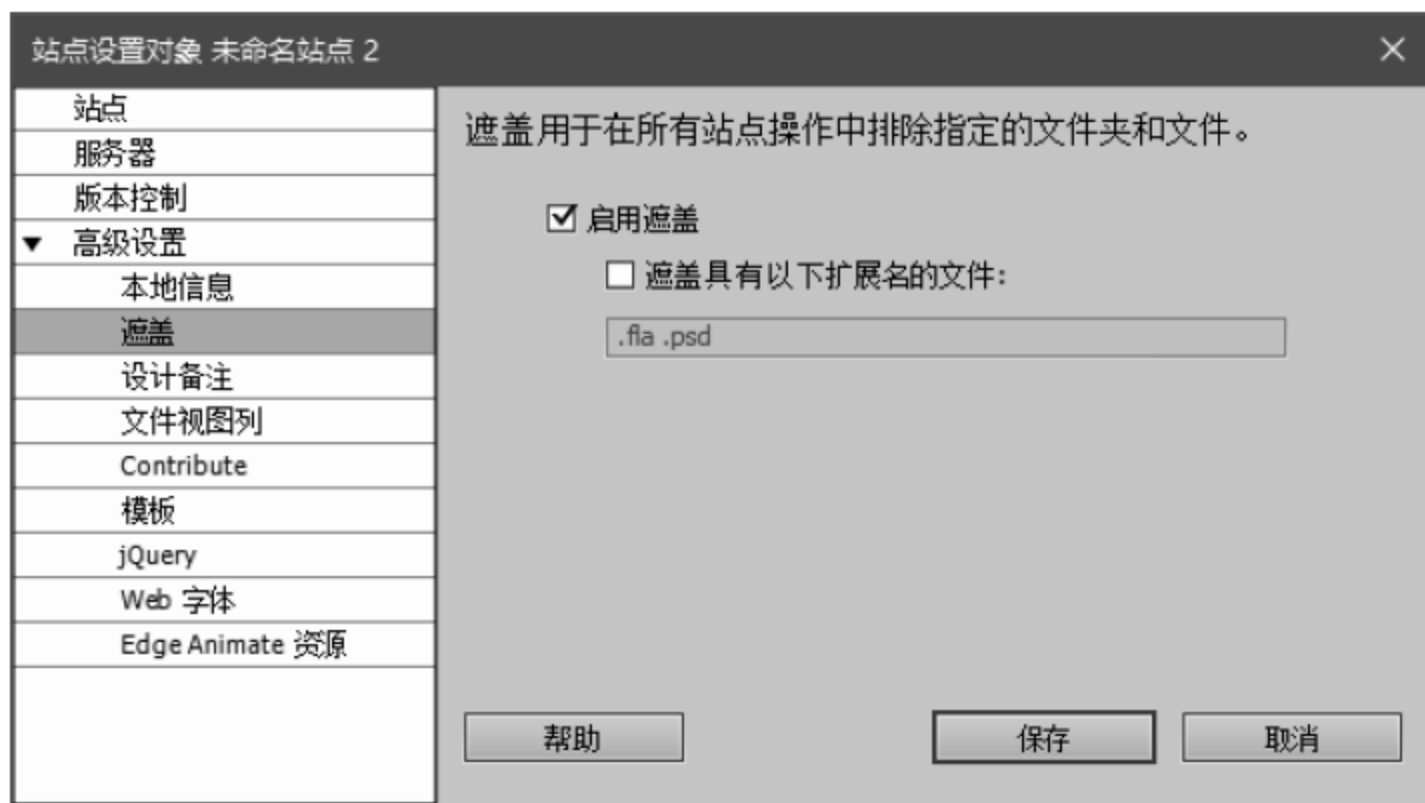 站点设置对象 未命名站点 2
站点
服务器
版本控制
高级设置
本地信息
遮盖
设计备注
文件视图列
Contribute
模板
jQuery
Web 字体
Edge Animate 资源
遮盖用于在所有站点操作中排除指定的文件夹和文件。
启用遮盖
遮盖具有以下扩展名的文件:
.fla .psd
帮助
保存
取消